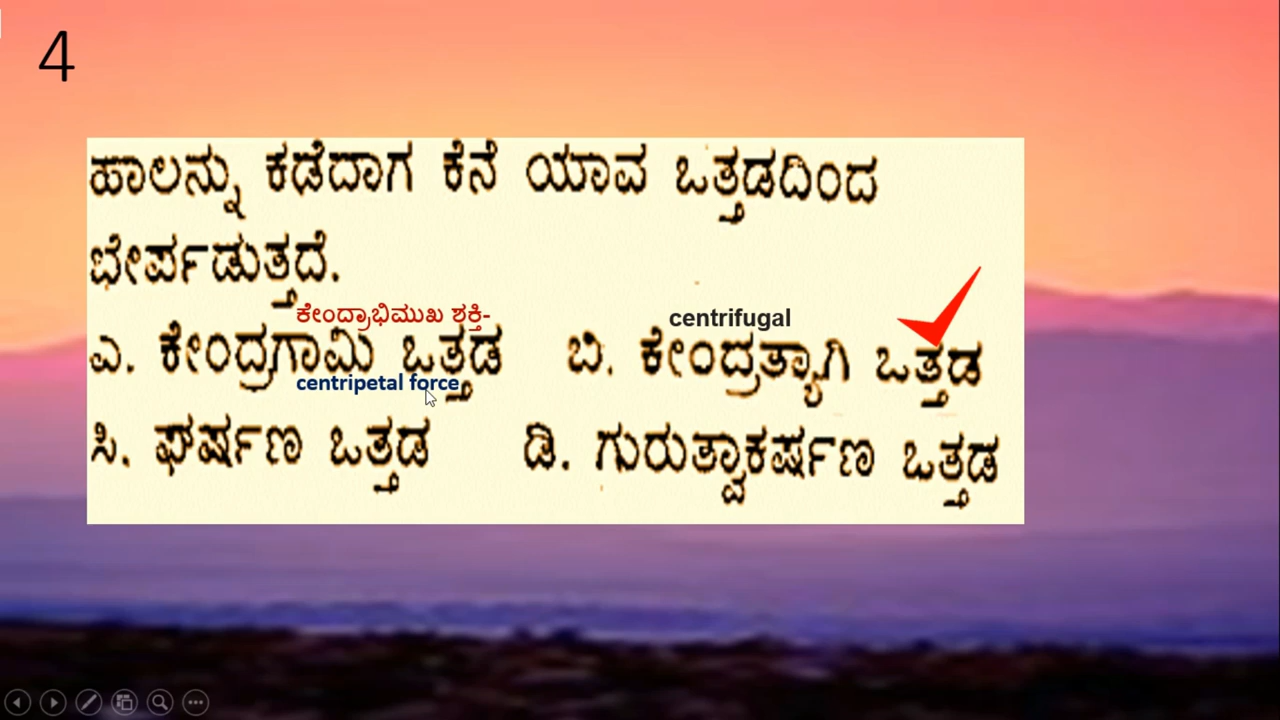 4
ಹಾಲನ್ನು ಕಡೆದಾಗ ಕೆನೆ ಯಾವ ಒತ್ತಡದಿಂದ
ಭೇರ್ಪಡುತ್ತದೆ.
ಕೇಂದ್ರಾಭಿಮುಖ ಶಕ್ತಿ- centrifugal
ಎ. ಕೇಂದ್ರಗಾಮಿ ಒತ್ತಡ ಬಿ. ಕೇಂದ್ರತ್ಯಾಗಿ ಒತ್ತಡ
centripetal force
ಸಿ. ಘರ್ಷಣ ಒತ್ತಡ ಡಿ. ಗುರುತ್ವಾಕರ್ಷಣ ಒತ್ತಡ